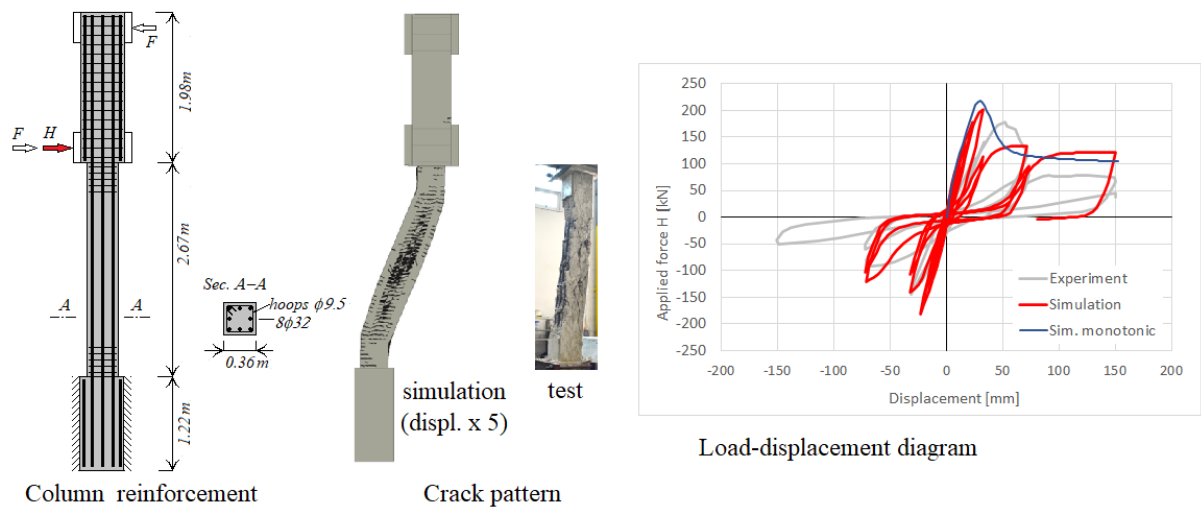 F
1.98m
F
H
2.67m
A
A
Sec. A–A
hoops ϕ9.5
8ϕ32
0.36m
1.22m
Column reinforcement
simulation
(displ. x 5)
test
Crack pattern
250
200
150
100
50
0
-50
-100
-150
-200
-250
Applied force H [kN]
Experiment
Simulation
Sim. monotonic
-200
-150
-100
-50
0
50
100
150
200
Displacement [mm]
Load-displacement diagram